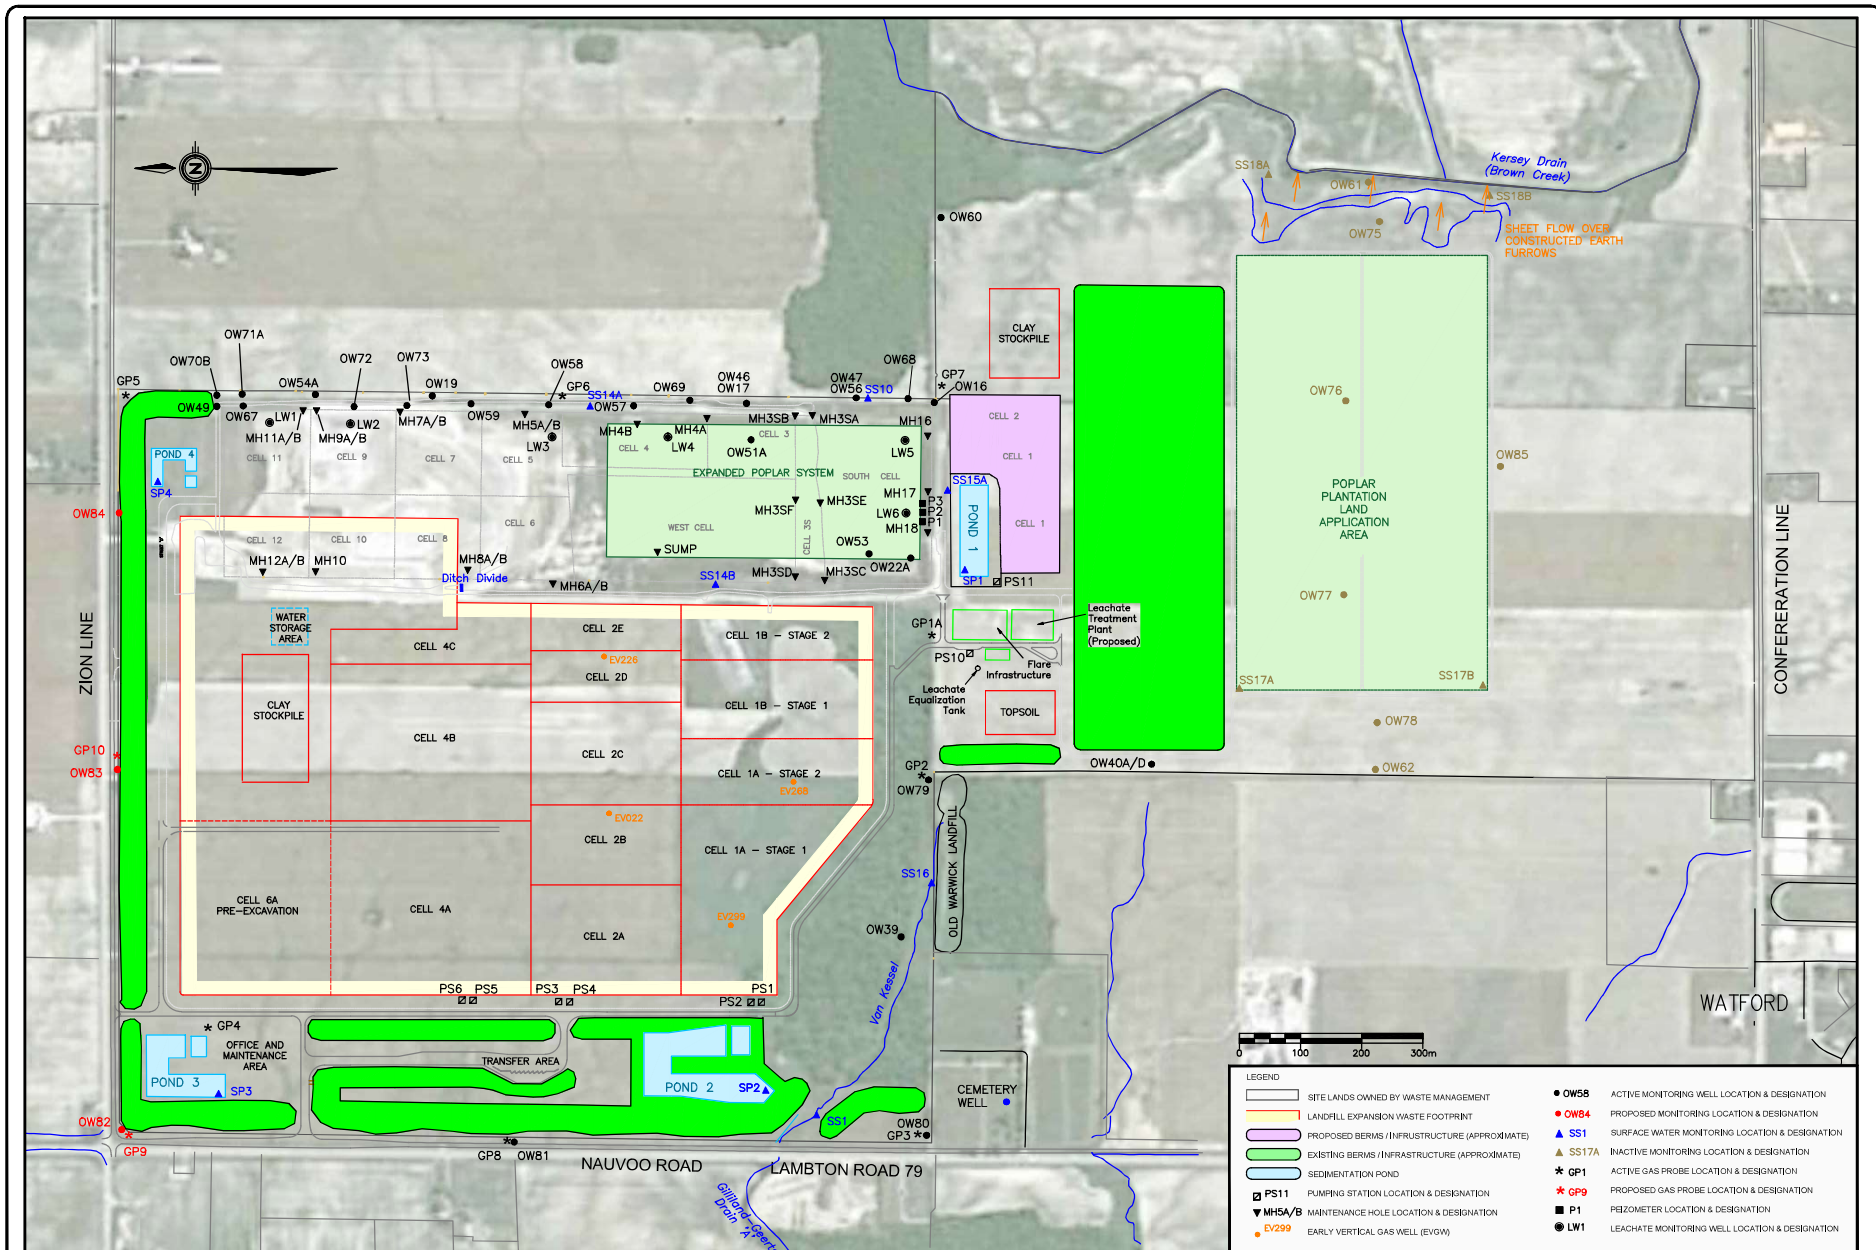 N
Kersey Drain
(Brown Creek)
SS18A
OW61
SS18B
OW60
OW75
SHEET FLOW OVER
CONSTRUCTED EARTH
FURROWS
CLAY
STOCKPILE
OW71A
OW70B
GP5
OW54A
OW72
OW73
OW19
OW58
GP6
SS14A
OW69
OW46
OW17
OW47
OW56
SS10
OW68
GP7
OW16
OW49
OW67
LW1
MH11A/B
MH9A/B
LW2
MH7A/B
OW59
MH5A/B
LW3
OW57
MH4B
MH4A
LW4
MH3SB
MH3SA
OW51A
MH16
LW5
CELL 2
CELL 1
CELL 1
CELL 11
CELL 9
CELL 7
CELL 5
CELL 4
CELL 3
EXPANDED POPLAR SYSTEM
SOUTH CELL
POND 4
SP4
OW84
MH3SF
MH3SE
MH17
SS15A
P3
P2
P1
LW6
MH18
POND 1
WEST CELL
CELL 3S
OW53
OW22A
SUMP
CELL 12
CELL 10
CELL 8
CELL 6
MH12A/B
MH10
MH8A/B
Ditch Divide
MH6A/B
SS14B
MH3SD
MH3SC
SP1
PS11
OW76
OW85
POPLAR
PLANTATION
LAND
APPLICATION
AREA
OW77
SS17A
SS17B
OW78
OW62
CONFERERATION LINE
ZION LINE
WATER
STORAGE
AREA
CELL 4C
CELL 2E
EV226
CELL 2D
CELL 1B - STAGE 2
GP1A
Leachate
Treatment
Plant
(Proposed)
PS10
Flare
Infrastructure
Leachate
Equalization
Tank
TOPSOIL
CLAY
STOCKPILE
CELL 4B
CELL 2C
CELL 1B - STAGE 1
CELL 1A - STAGE 2
EV268
GP10
OW83
GP2
OW79
OW40A/D
EV022
CELL 2B
CELL 1A - STAGE 1
OLD WARWICK LANDFILL
SS16
CELL 6A
PRE-EXCAVATION
CELL 4A
CELL 2A
EV299
OW39
Van Kessel
PS6
PS5
PS3
PS4
PS2
PS1
WATFORD
GP4
OFFICE AND
MAINTENANCE
AREA
TRANSFER AREA
POND 3
SP3
POND 2
SP2
SS1
OW80
GP3
CEMETERY
WELL
OW82
GP9
GP8
OW81
NAUVOO ROAD
LAMBTON ROAD 79
Gilliland-Geerts
Drain 'A'
0 100 200 300m
LEGEND
SITE LANDS OWNED BY WASTE MANAGEMENT
LANDFILL EXPANSION WASTE FOOTPRINT
PROPOSED BERMS / INFRASTRUCTURE (APPROXIMATE)
EXISTING BERMS / INFRASTRUCTURE (APPROXIMATE)
SEDIMENTATION POND
PS11 PUMPING STATION LOCATION & DESIGNATION
MH5A/B MAINTENANCE HOLE LOCATION & DESIGNATION
EV299 EARLY VERTICAL GAS WELL (EVGW)
OW58 ACTIVE MONITORING WELL LOCATION & DESIGNATION
OW84 PROPOSED MONITORING LOCATION & DESIGNATION
SS1 SURFACE WATER MONITORING LOCATION & DESIGNATION
SS17A INACTIVE MONITORING LOCATION & DESIGNATION
GP1 ACTIVE GAS PROBE LOCATION & DESIGNATION
GP9 PROPOSED GAS PROBE LOCATION & DESIGNATION
P1 PEIZOMETER LOCATION & DESIGNATION
LW1 LEACHATE MONITORING WELL LOCATION & DESIGNATION